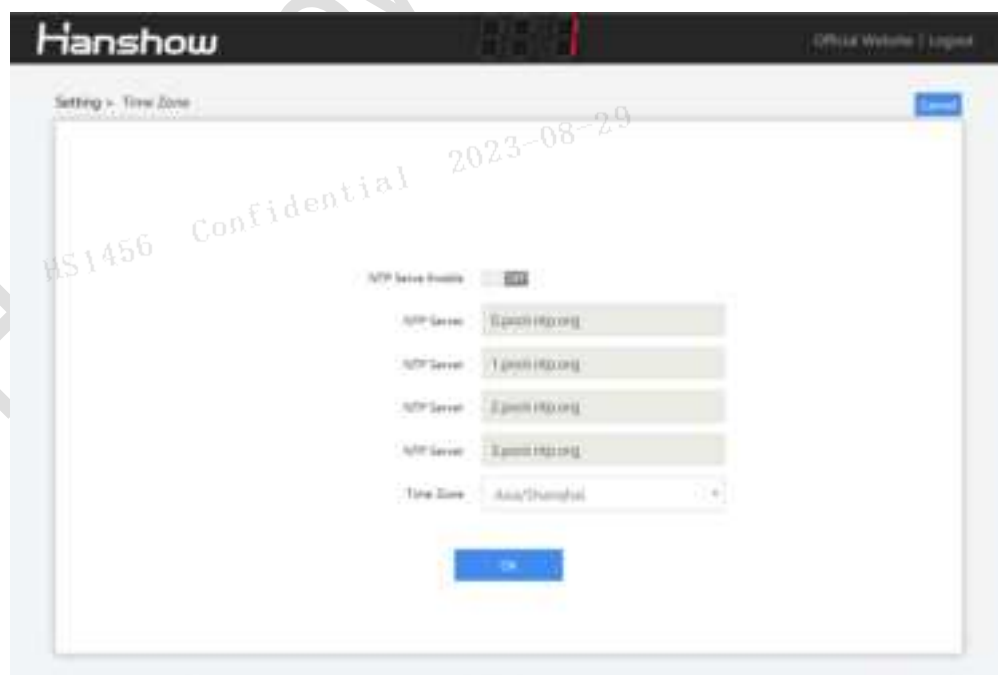 Hanshow
Official Website | Logout
Setting > Time Zone
Cancel
HS1456 Confidential 2023-08-29
NTP Serve Enable OFF
NTP Server 0.pool.ntp.org
NTP Server 1.pool.ntp.org
NTP Server 2.pool.ntp.org
NTP Server 3.pool.ntp.org
Time Zone Asia/Shanghai
OK